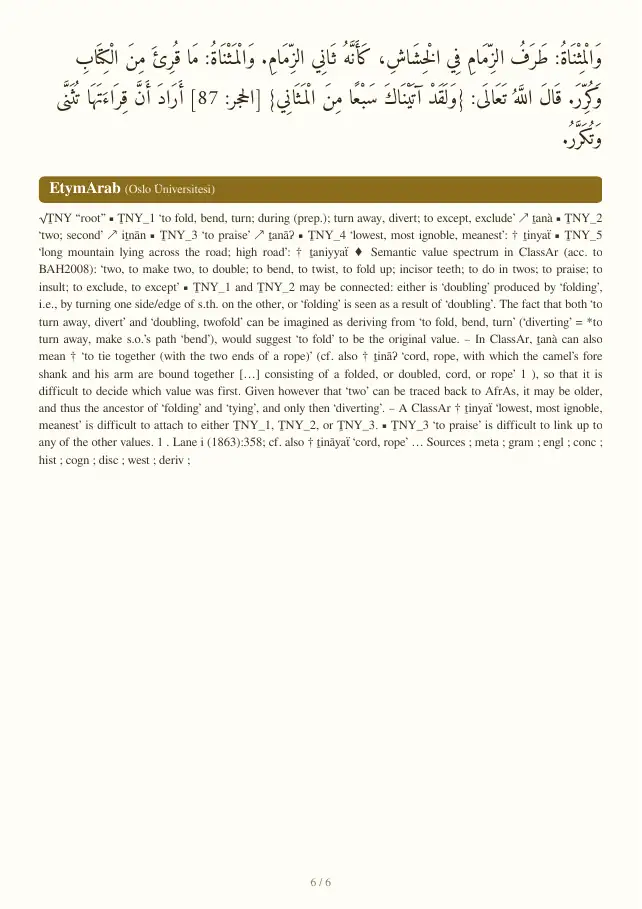 وَالْمِثْنَاةُ: طَرَفُ الزِّمَامِ فِي الْخِشَاشِ، كَأَنَّهُ ثَانِي الزِّمَامِ. وَالْمَثْنَاةُ: مَا قُرِئَ مِنَ الْكِتَابِ
وَكُرِّرَ. قَالَ اللَّهُ تَعَالَى: {وَلَقَدْ آتَيْنَاكَ سَبْعًا مِنَ الْمَثَانِي} [الحجر: 87] أَرَادَ أَنَّ قِرَاءَتَهَا تُثَنَّى
وَتُكَرَّرُ.
EtymArab (Oslo Üniversitesi)
√ṮNY “root” ▪ ṮNY_1 ‘to fold, bend, turn; during (prep.); turn away, divert; to except, exclude’ ↗ ṯanà ▪ ṮNY_2
‘two; second’ ↗ iṯnān ▪ ṮNY_3 ‘to praise’ ↗ ṯanāʔ ▪ ṮNY_4 ‘lowest, most ignoble, meanest’: † ṯinyaẗ ▪ ṮNY_5
‘long mountain lying across the road; high road’: † ṯaniyyaẗ ♦ Semantic value spectrum in ClassAr (acc. to
BAH2008): ‘two, to make two, to double; to bend, to twist, to fold up; incisor teeth; to do in twos; to praise; to
insult; to exclude, to except’ ▪ ṮNY_1 and ṮNY_2 may be connected: either is ‘doubling’ produced by ‘folding’,
i.e., by turning one side/edge of s.th. on the other, or ‘folding’ is seen as a result of ‘doubling’. The fact that both ‘to
turn away, divert’ and ‘doubling, twofold’ can be imagined as deriving from ‘to fold, bend, turn’ (‘diverting’ = *to
turn away, make s.o.’s path ‘bend’), would suggest ‘to fold’ to be the original value. – In ClassAr, ṯanà can also
mean † ‘to tie together (with the two ends of a rope)’ (cf. also † ṯināʔ ‘cord, rope, with which the camel’s fore
shank and his arm are bound together […] consisting of a folded, or doubled, cord, or rope’ 1 ), so that it is
difficult to decide which value was first. Given however that ‘two’ can be traced back to AfrAs, it may be older,
and thus the ancestor of ‘folding’ and ‘tying’, and only then ‘diverting’. – A ClassAr † ṯinyaẗ ‘lowest, most ignoble,
meanest’ is difficult to attach to either ṮNY_1, ṮNY_2, or ṮNY_3. ▪ ṮNY_3 ‘to praise’ is difficult to link up to
any of the other values. 1 . Lane i (1863):358; cf. also † ṯināyaẗ ‘cord, rope’ … Sources ; meta ; gram ; engl ; conc ;
hist ; cogn ; disc ; west ; deriv ;
6 / 6